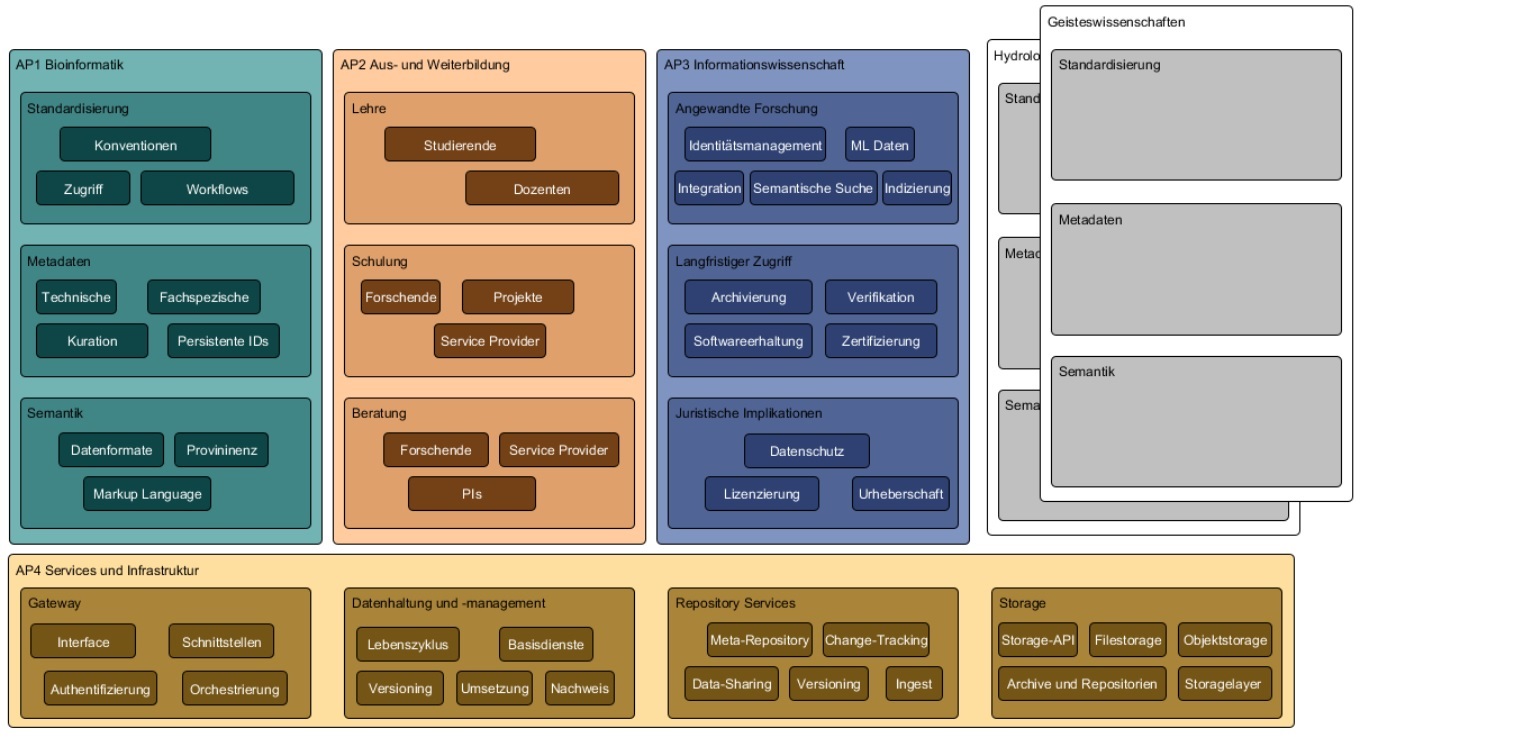 AP1 Bioinformatik
Standardisierung
Konventionen
Zugriff
Workflows
Metadaten
Technische
Fachspezische
Kuration
Persistente IDs
Semantik
Datenformate
Provininenz
Markup Language
AP2 Aus- und Weiterbildung
Lehre
Studierende
Dozenten
Schulung
Forschende
Projekte
Service Provider
Beratung
Forschende
Service Provider
PIs
AP3 Informationswissenschaft
Angewandte Forschung
Identitätsmanagement
ML Daten
Integration
Semantische Suche
Indizierung
Langfristiger Zugriff
Archivierung
Verifikation
Softwareerhaltung
Zertifizierung
Juristische Implikationen
Datenschutz
Lizenzierung
Urheberschaft
Hydrolo
Stand
Metad
Sema
Geisteswissenschaften
Standardisierung
Metadaten
Semantik
AP4 Services und Infrastruktur
Gateway
Interface
Schnittstellen
Authentifizierung
Orchestrierung
Datenhaltung und -management
Lebenszyklus
Basisdienste
Versioning
Umsetzung
Nachweis
Repository Services
Meta-Repository
Change-Tracking
Data-Sharing
Versioning
Ingest
Storage
Storage-API
Filestorage
Objektstorage
Archive und Repositorien
Storagelayer